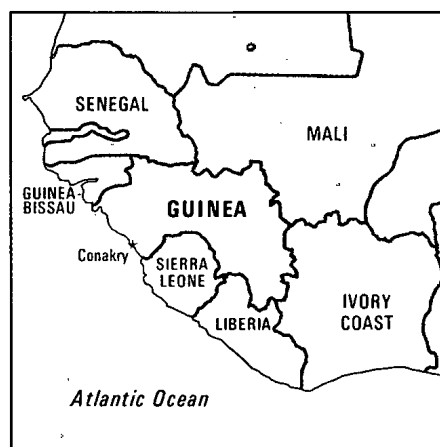 SENEGAL
MALI
GUINEA-
BISSAU
GUINEA
Conakry
SIERRA
LEONE
IVORY
COAST
LIBERIA
Atlantic Ocean